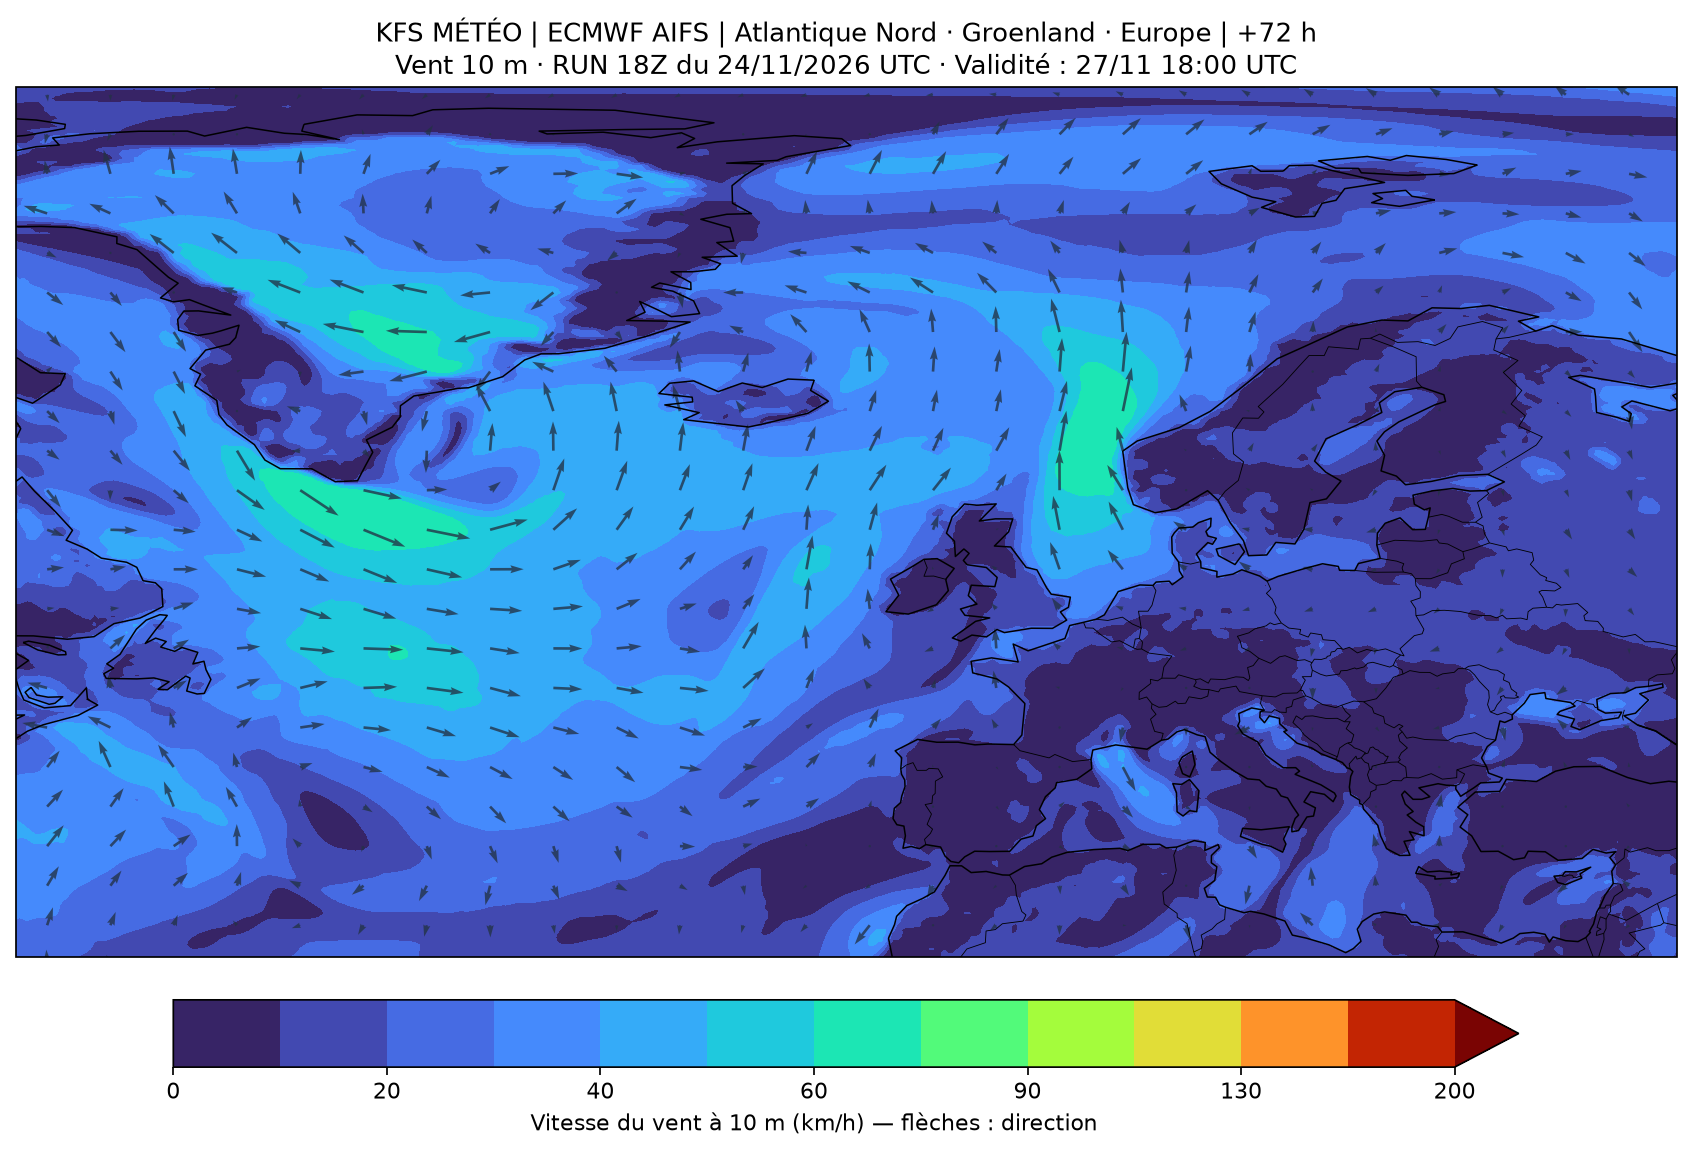 KFS MÉTÉO | ECMWF AIFS | Atlantique Nord · Groenland · Europe | +72 h
Vent 10 m · RUN 18Z du 24/11/2026 UTC · Validité : 27/11 18:00 UTC
0 20 40 60 90 130 200
Vitesse du vent à 10 m (km/h) — flèches : direction